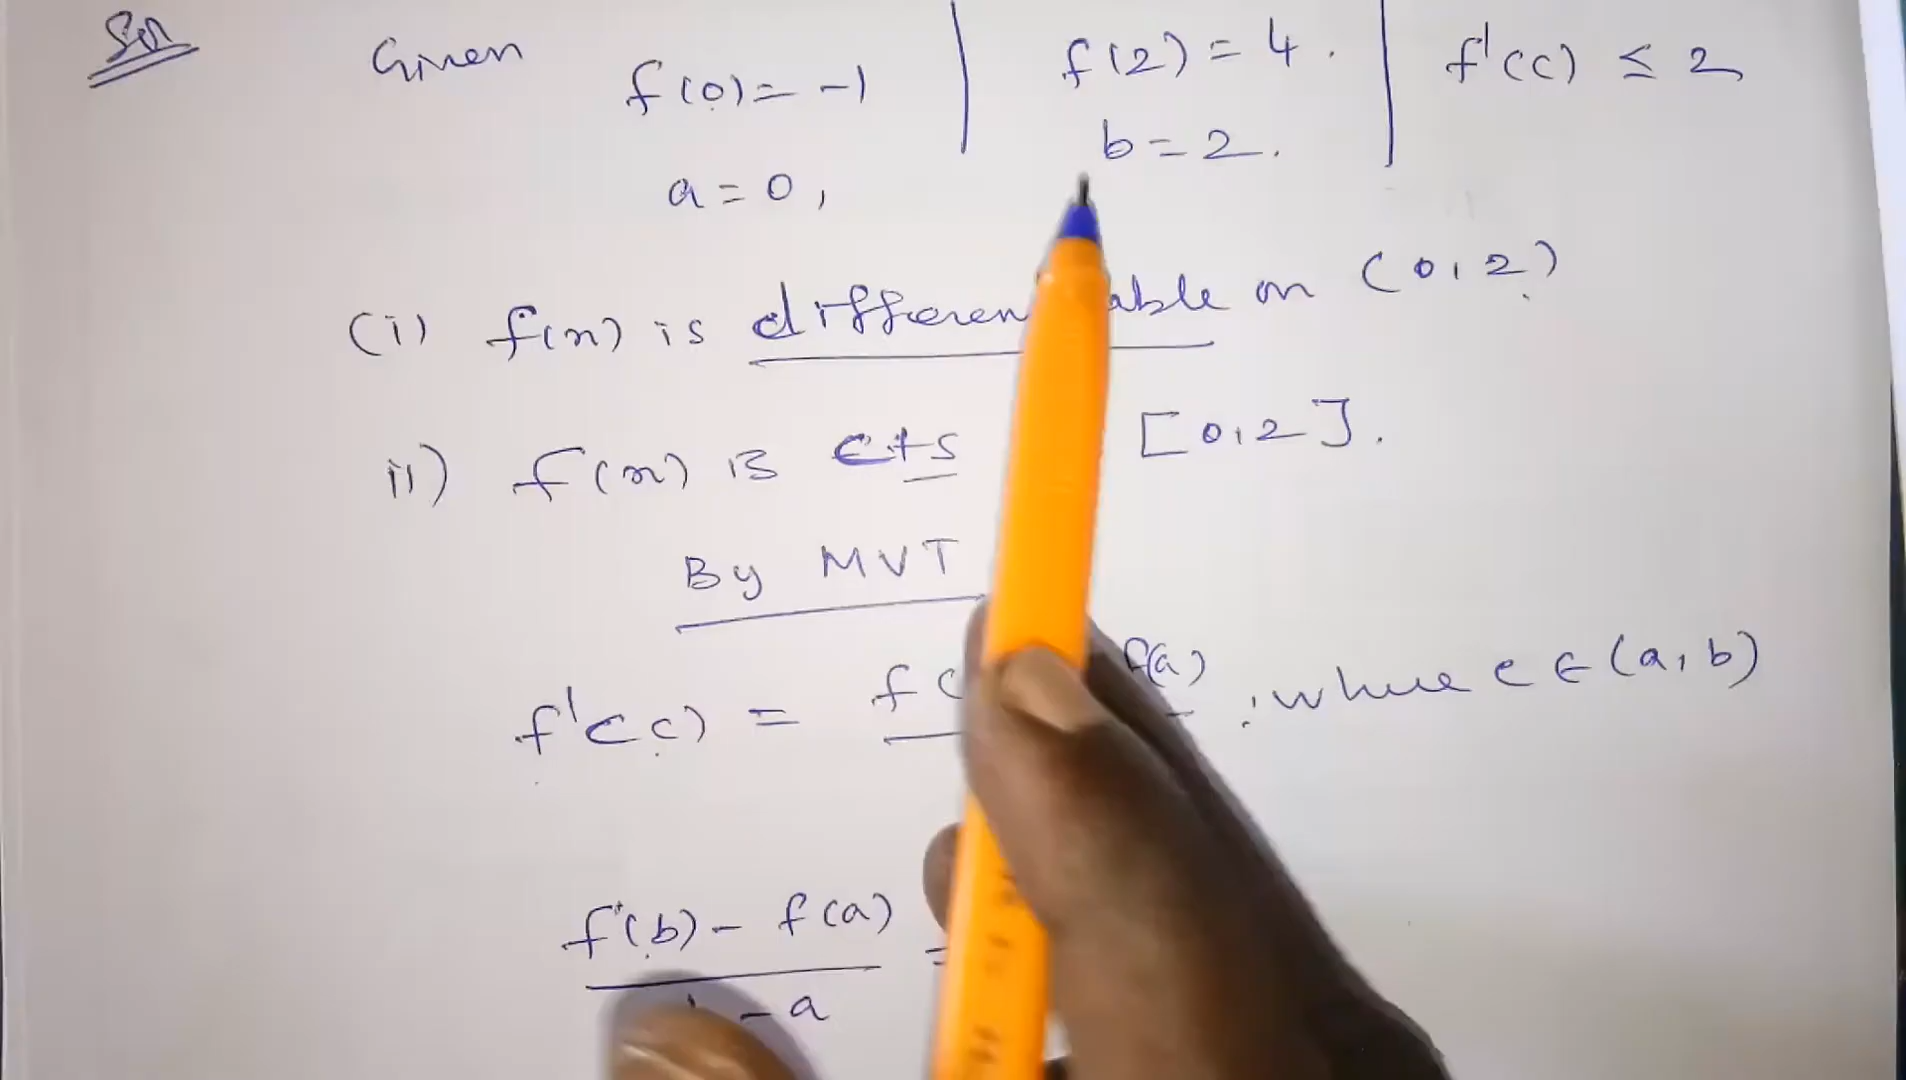 Sol
Given f(0) = -1 | f(2) = 4. | f'(c) ≤ 2
a = 0, b = 2.
(i) f(x) is able on (0,2)
ii) f(x) is cts [0,2].
By MVT
f'(c) = f( f(a) ; where c ∈ (a,b)
f(b) - f(a) =
- a